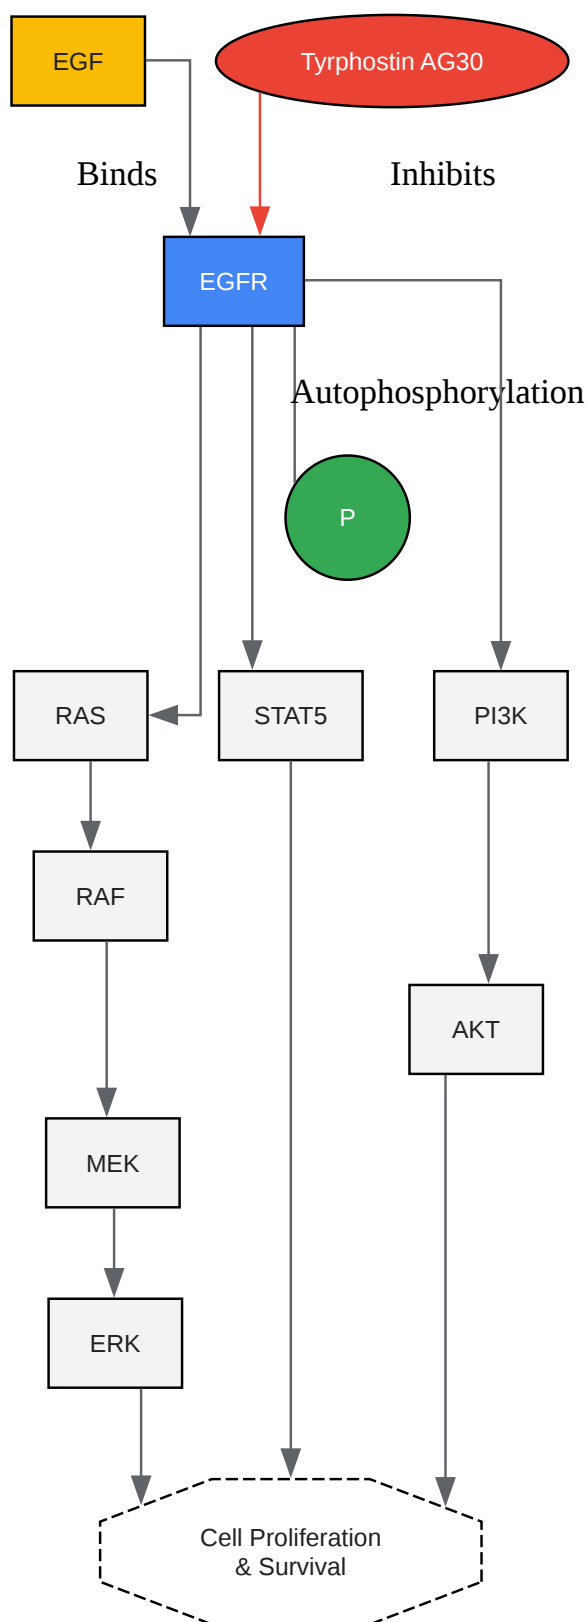 EGF
Tyrphostin AG30
Binds
Inhibits
EGFR
Autophosphorylation
P
RAS
STAT5
PI3K
RAF
AKT
MEK
ERK
Cell Proliferation
& Survival